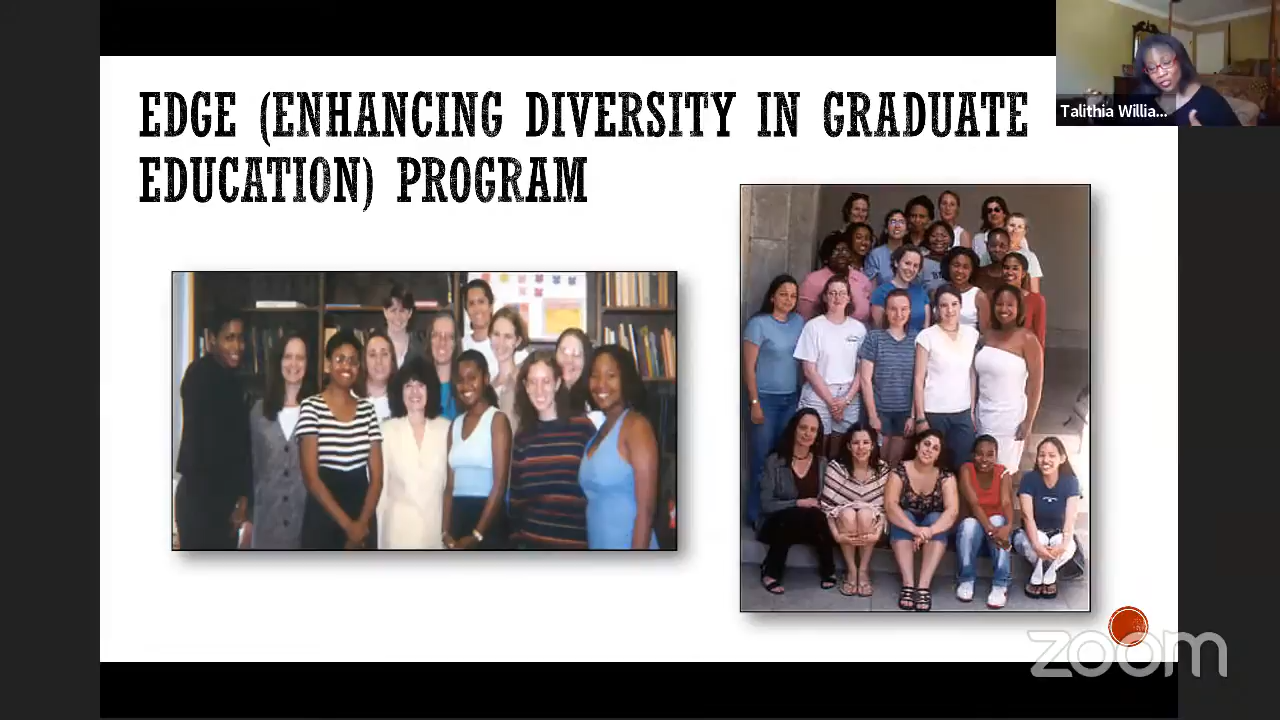 EDGE (ENHANCING DIVERSITY IN GRADUATE
EDUCATION) PROGRAM
Talithia Willia...
zoom